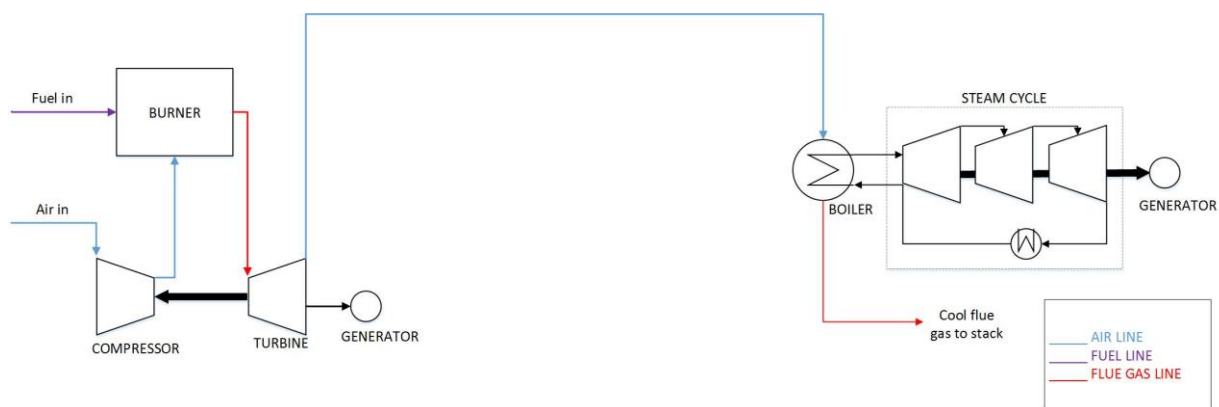 Fuel in
BURNER
Air in
COMPRESSOR
TURBINE
GENERATOR
STEAM CYCLE
BOILER
GENERATOR
Cool flue
gas to stack
AIR LINE
FUEL LINE
FLUE GAS LINE